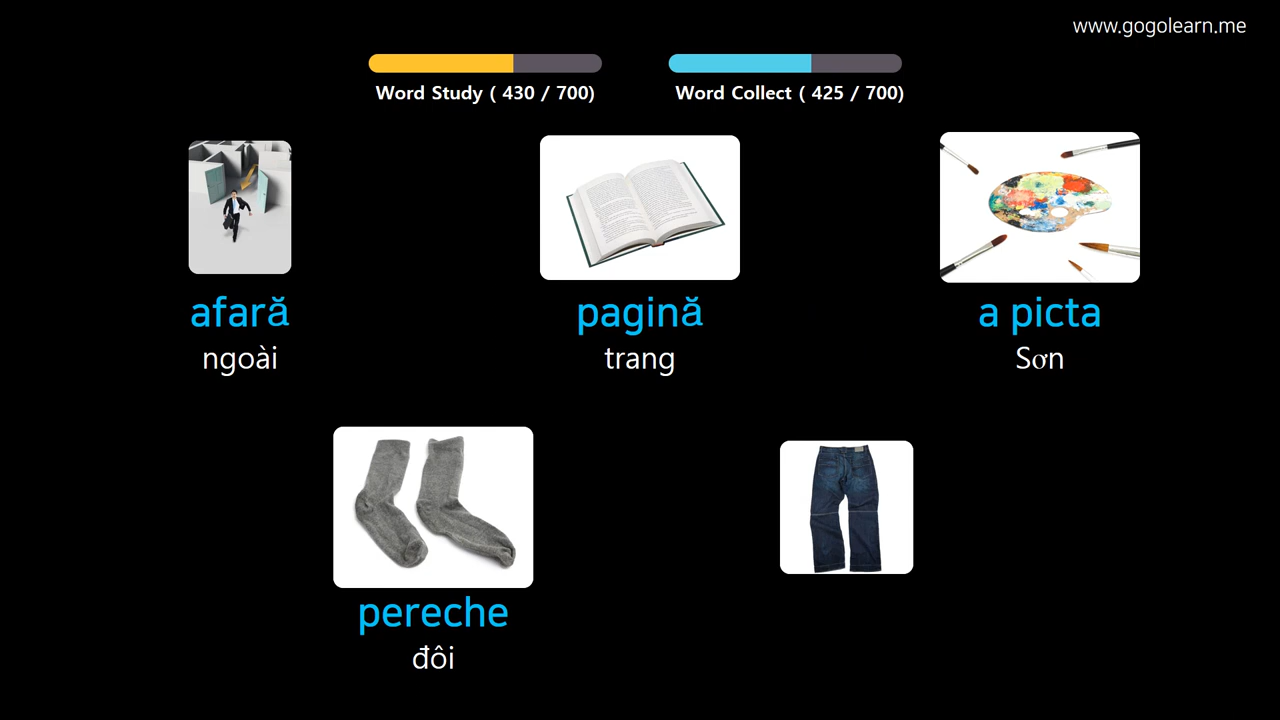 www.gogolearn.me
Word Study ( 430 / 700)
Word Collect ( 425 / 700)
afară
ngoài
pagină
trang
a picta
Sơn
pereche
đôi